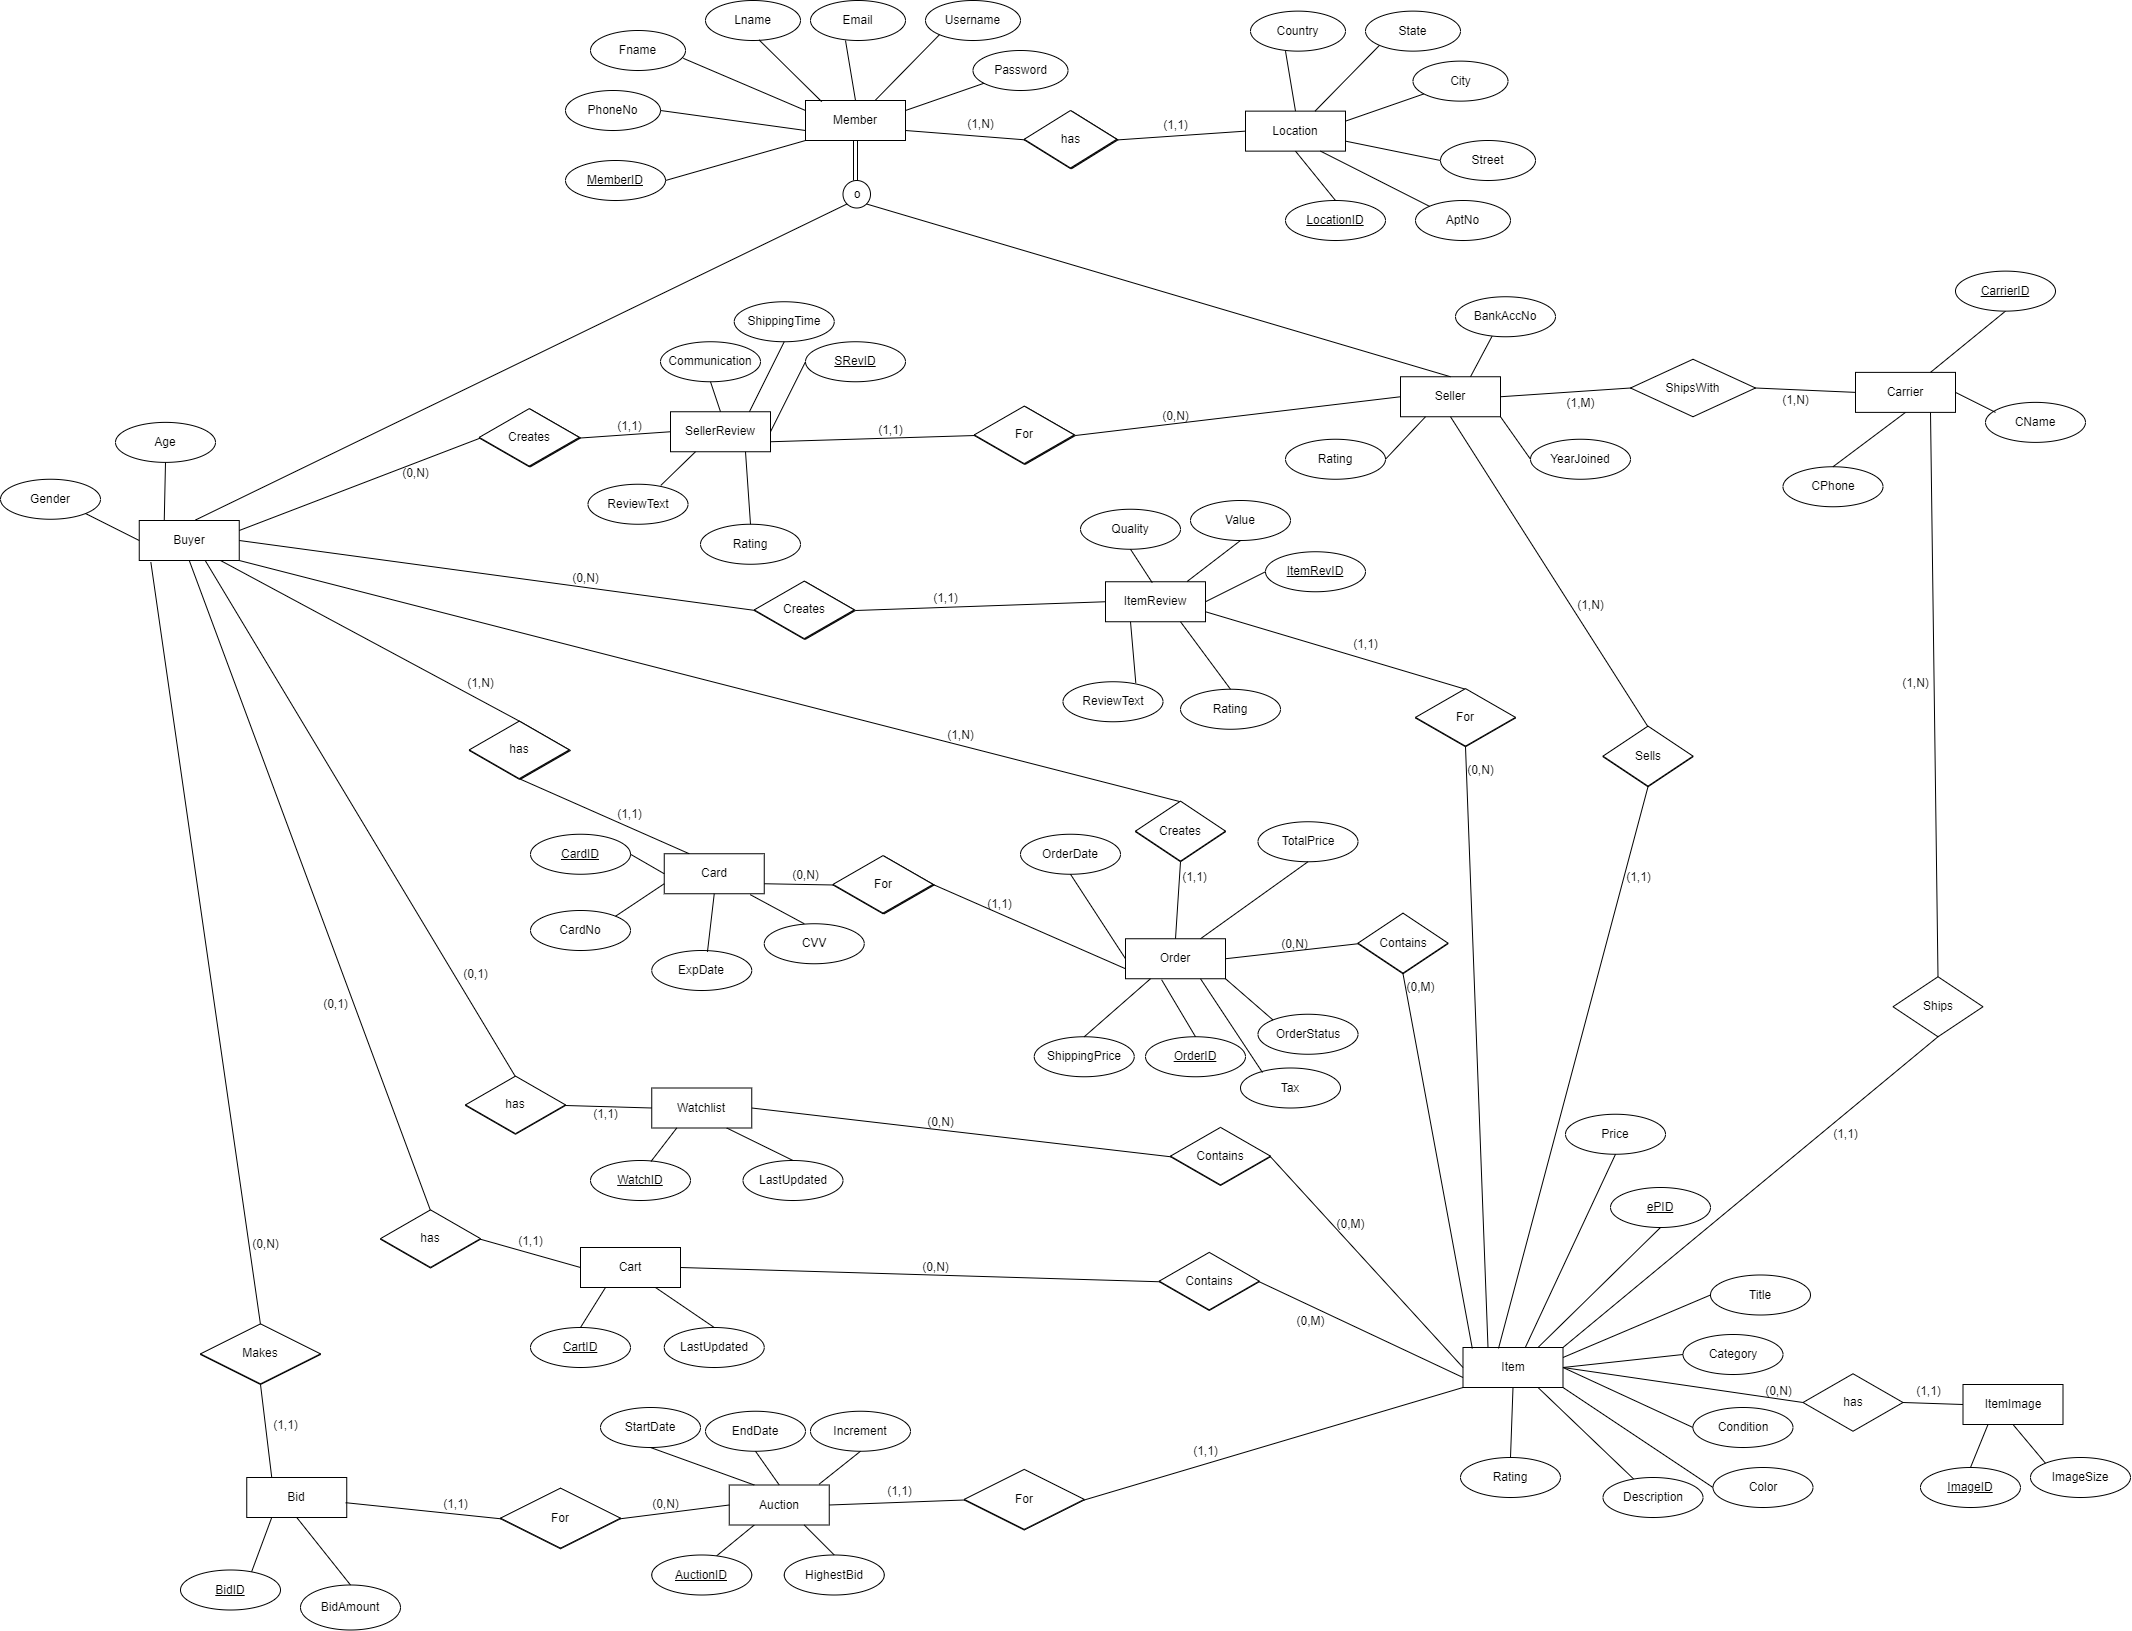 Lname
Email
Username
Fname
Password
PhoneNo
Member
MemberID
(1,N)
has
(1,1)
Country
State
City
Location
Street
LocationID
AptNo
o
CarrierID
BankAccNo
Seller
(1,M)
ShipsWith
(1,N)
Carrier
CName
CPhone
Rating
YearJoined
ShippingTime
Communication
SRevID
Creates
(1,1)
SellerReview
(1,1)
For
(0,N)
(0,N)
ReviewText
Rating
Age
Gender
Buyer
Quality
Value
ItemRevID
(0,N)
Creates
(1,1)
ItemReview
(1,1)
ReviewText
Rating
For
(0,N)
(1,N)
Sells
(1,1)
(1,N)
(1,N)
has
(1,1)
(1,N)
Creates
(1,1)
CardID
Card
(0,N)
For
(1,1)
CardNo
CVV
ExpDate
OrderDate
TotalPrice
Order
(0,N)
Contains
(0,M)
OrderStatus
ShippingPrice
OrderID
Tax
Ships
(1,1)
(0,1)
(0,1)
has
(1,1)
Watchlist
(0,N)
Contains
(0,M)
WatchID
LastUpdated
Price
ePID
(0,N)
has
(1,1)
Cart
(0,N)
Contains
(0,M)
CartID
LastUpdated
Title
Category
Item
(0,N)
has
(1,1)
ItemImage
Condition
Rating
Description
Color
ImageID
ImageSize
Makes
(1,1)
StartDate
EndDate
Increment
Bid
(1,1)
For
(0,N)
Auction
(1,1)
For
(1,1)
BidID
BidAmount
AuctionID
HighestBid